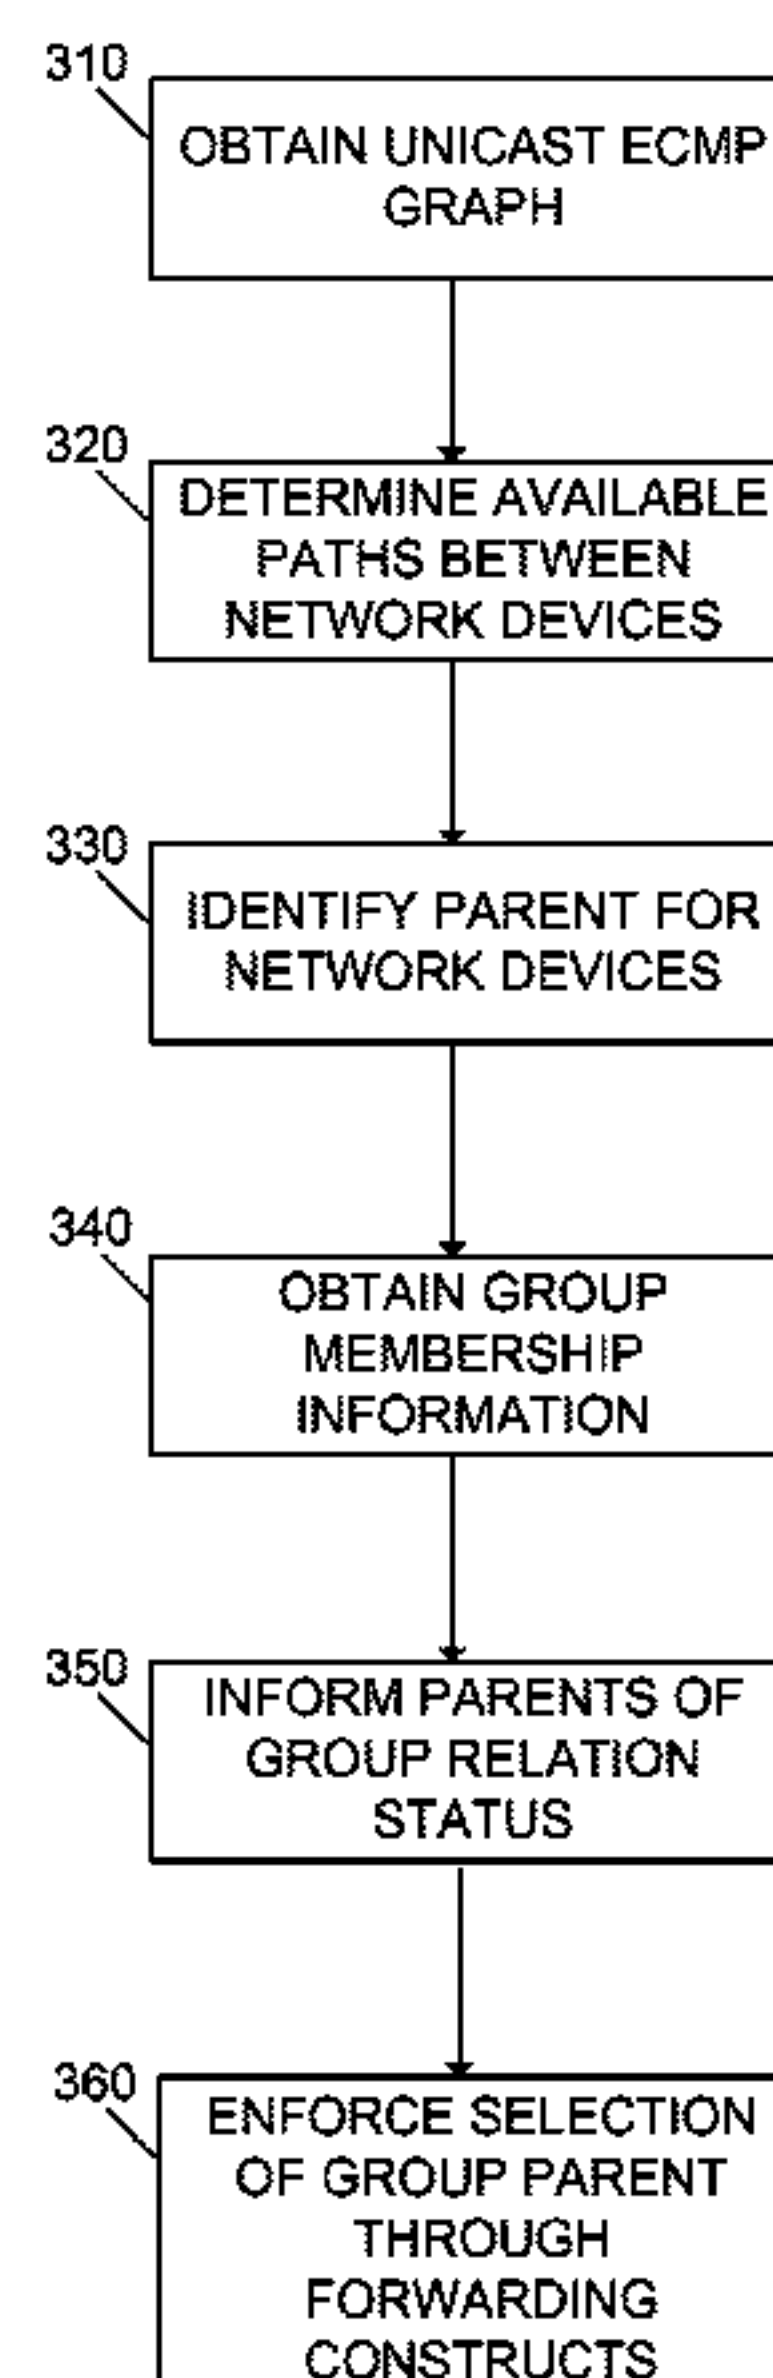 310
OBTAIN UNICAST ECMP
GRAPH
320
DETERMINE AVAILABLE
PATHS BETWEEN
NETWORK DEVICES
330
IDENTIFY PARENT FOR
NETWORK DEVICES
340
OBTAIN GROUP
MEMBERSHIP
INFORMATION
350
INFORM PARENTS OF
GROUP RELATION
STATUS
360
ENFORCE SELECTION
OF GROUP PARENT
THROUGH
FORWARDING
CONSTRUCTS